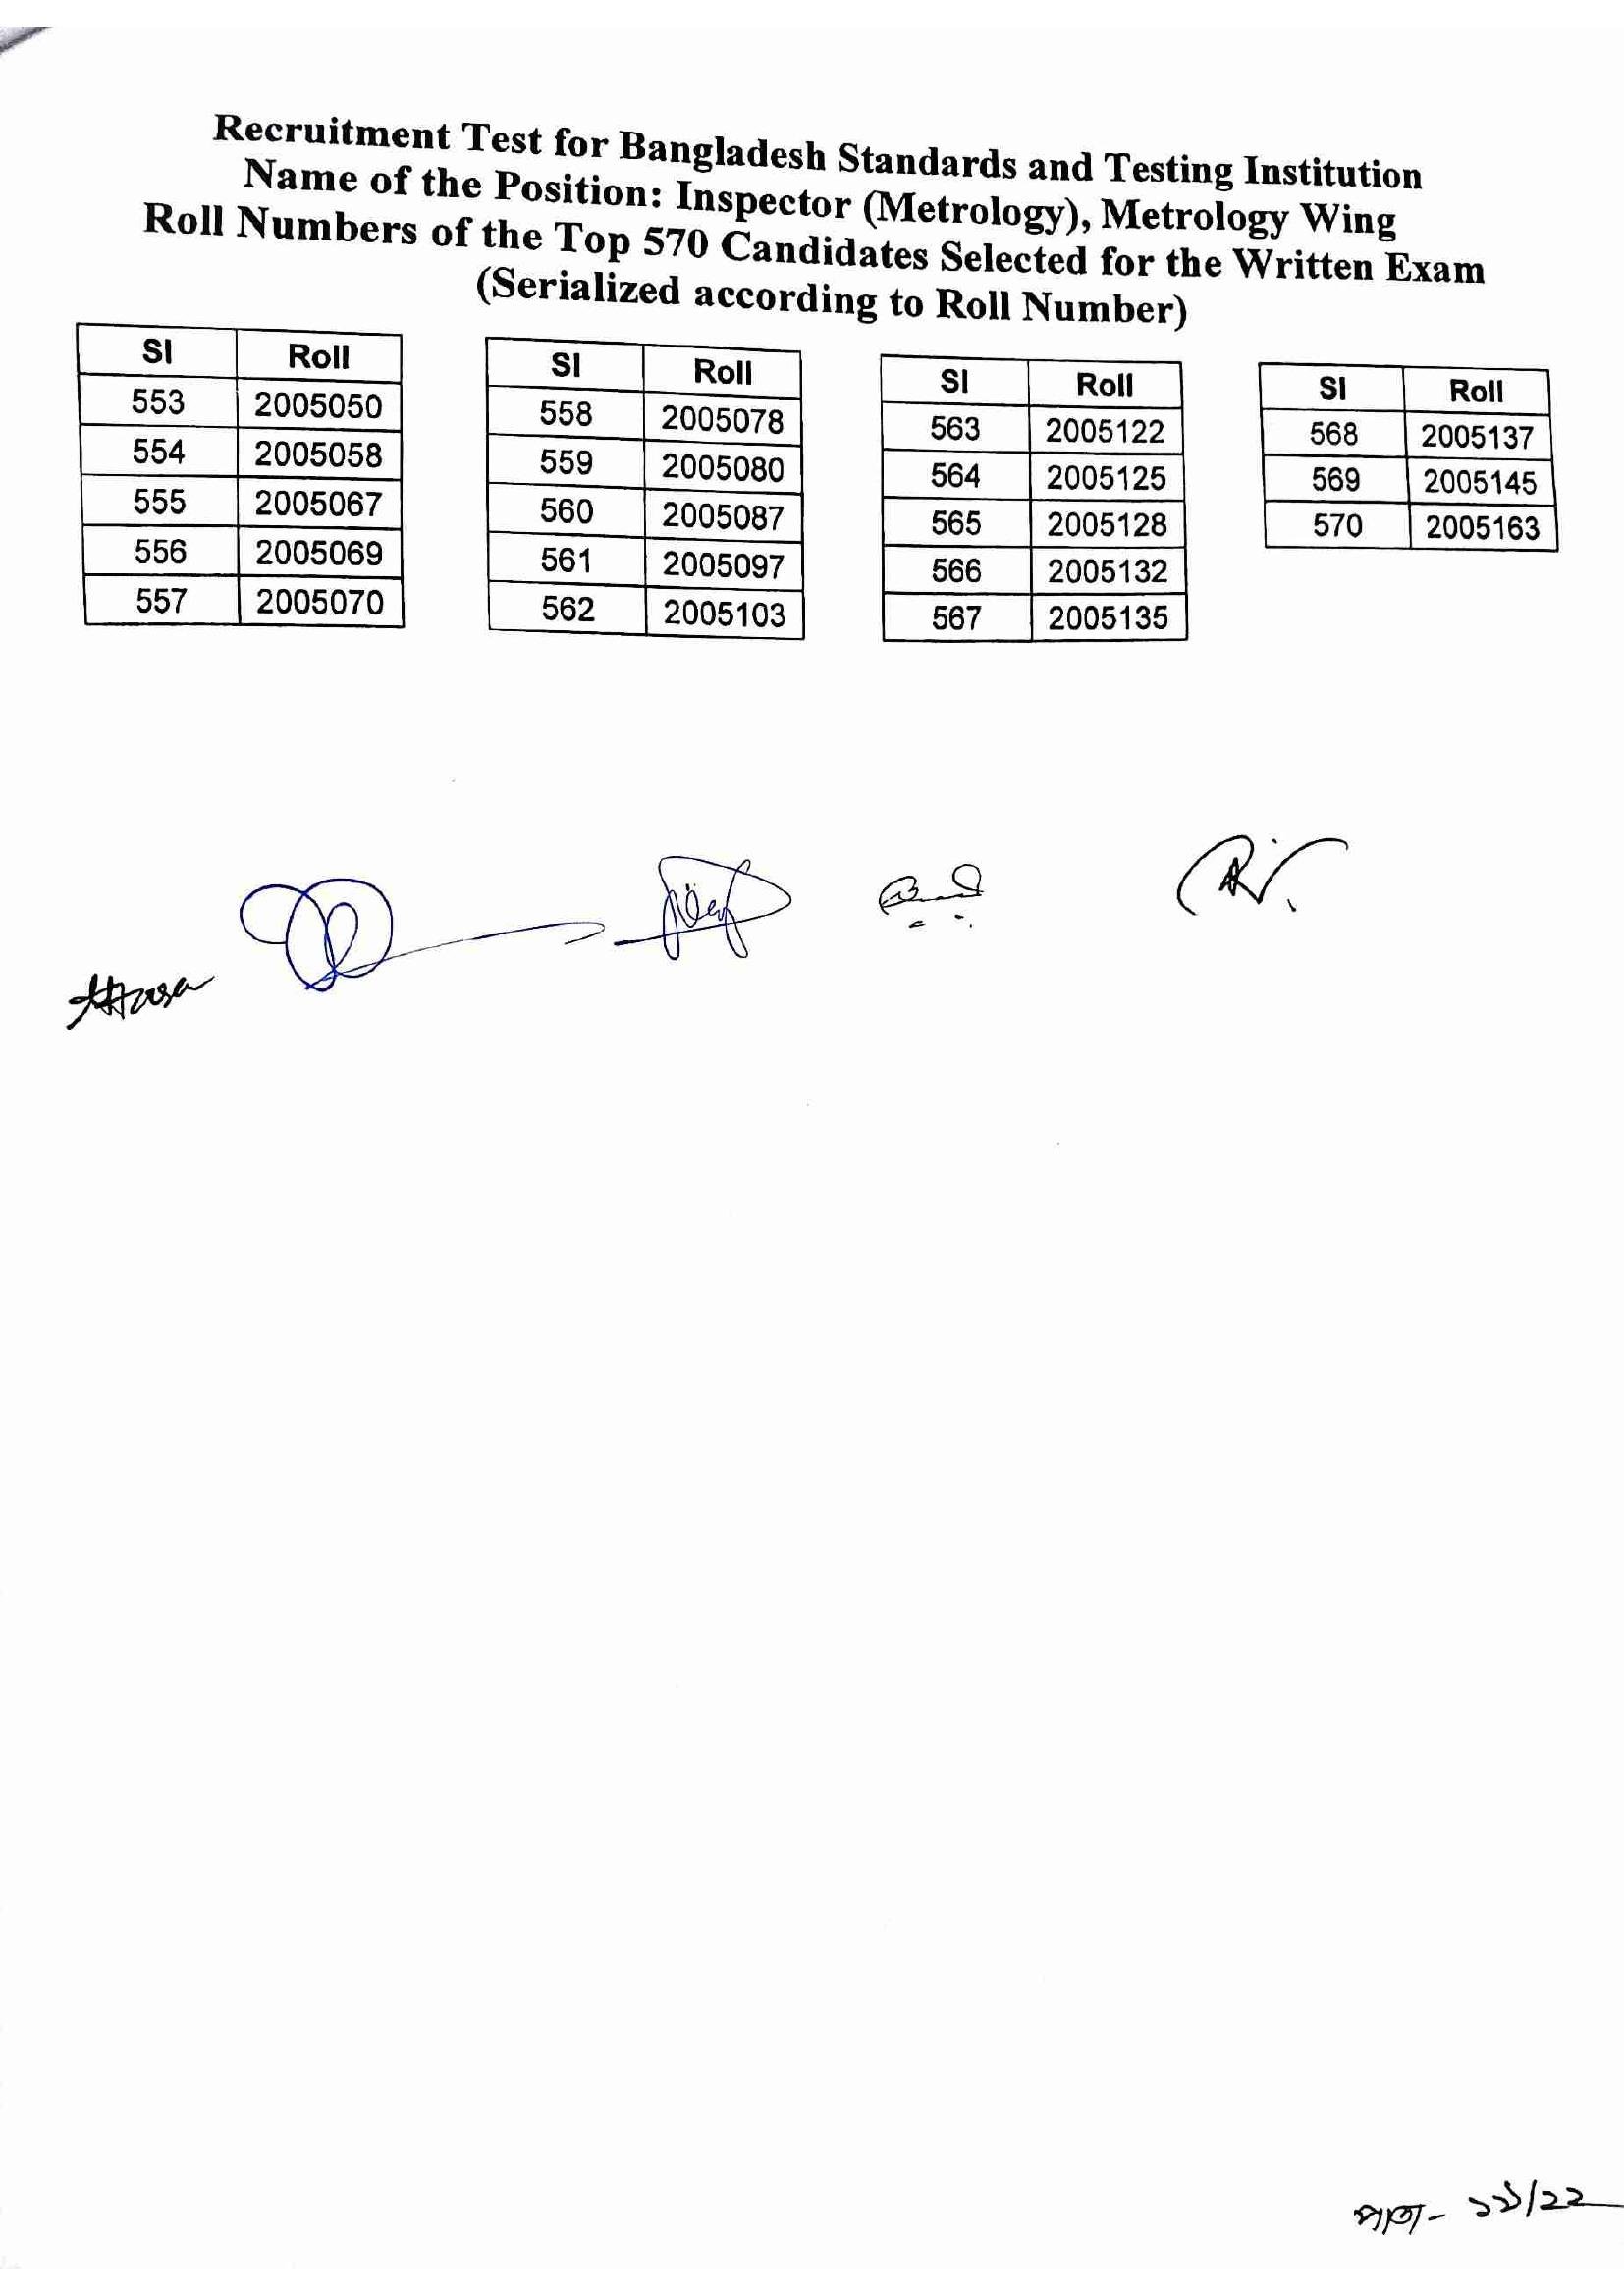 Recruitment Test for Bangladesh Standards and Testing Institution
Name of the Position: Inspector (Metrology), Metrology Wing
Roll Numbers of the Top 570 Candidates Selected for the Written Exam
(Serialized according to Roll Number)
Sl Roll
553 2005050
554 2005058
555 2005067
556 2005069
557 2005070
Sl Roll
558 2005078
559 2005080
560 2005087
561 2005097
562 2005103
Sl Roll
563 2005122
564 2005125
565 2005128
566 2005132
567 2005135
Sl Roll
568 2005137
569 2005145
570 2005163
পাতা-